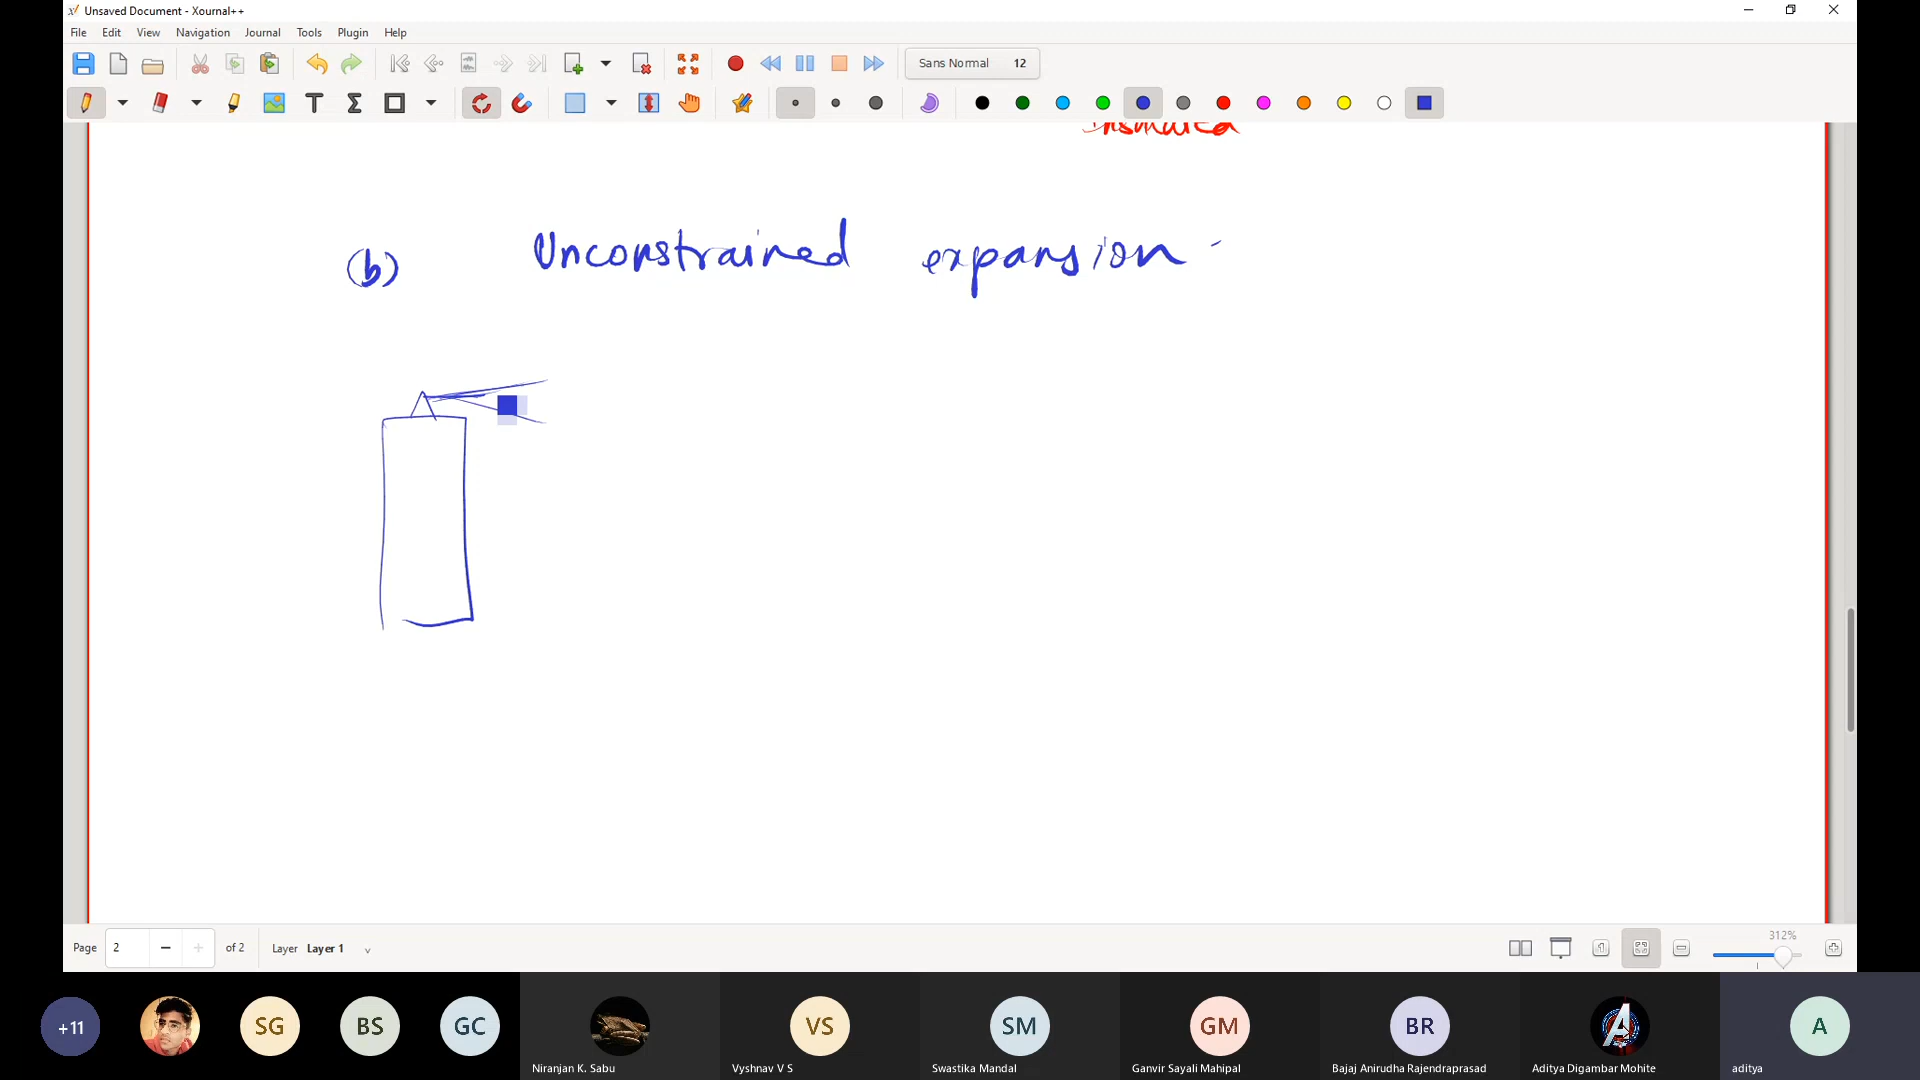 Unsaved Document - Xournal++
File Edit View Navigation Journal Tools Plugin Help
Sans Normal 12
Insulated
(b) Unconstrained expansion -
Page 2 of 2 Layer Layer 1
312%
+11 SG BS GC VS SM GM BR A
Niranjan K. Sabu Vyshnav V S Swastika Mandal Ganvir Sayali Mahipal Bajaj Anirudha Rajendraprasad Aditya Digambar Mohite aditya